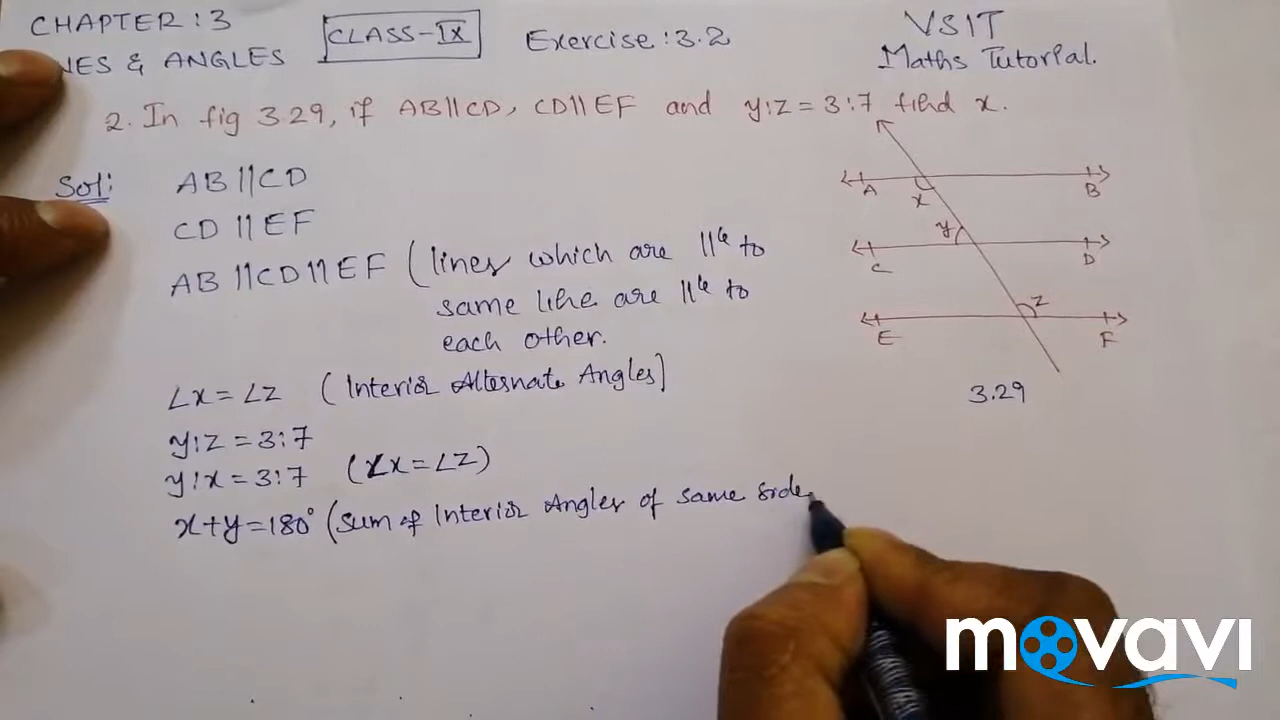 CHAPTER : 3
NES & ANGLES
CLASS-IX
Exercise : 3.2
VSIT
Maths Tutorial.
2. In fig 3.29, if AB||CD, CD||EF and y:z = 3:7 find x.
Sol:
AB||CD
CD||EF
AB||CD||EF (lines which are ||le to
same line are ||le to
each other.
∠x = ∠z (Interior Alternate Angles]
y:z = 3:7
y:x = 3:7 (∠x = ∠z)
x+y = 180° (sum of Interior Angles of same side
A
B
x
y
C
D
z
E
F
3.29
movavi